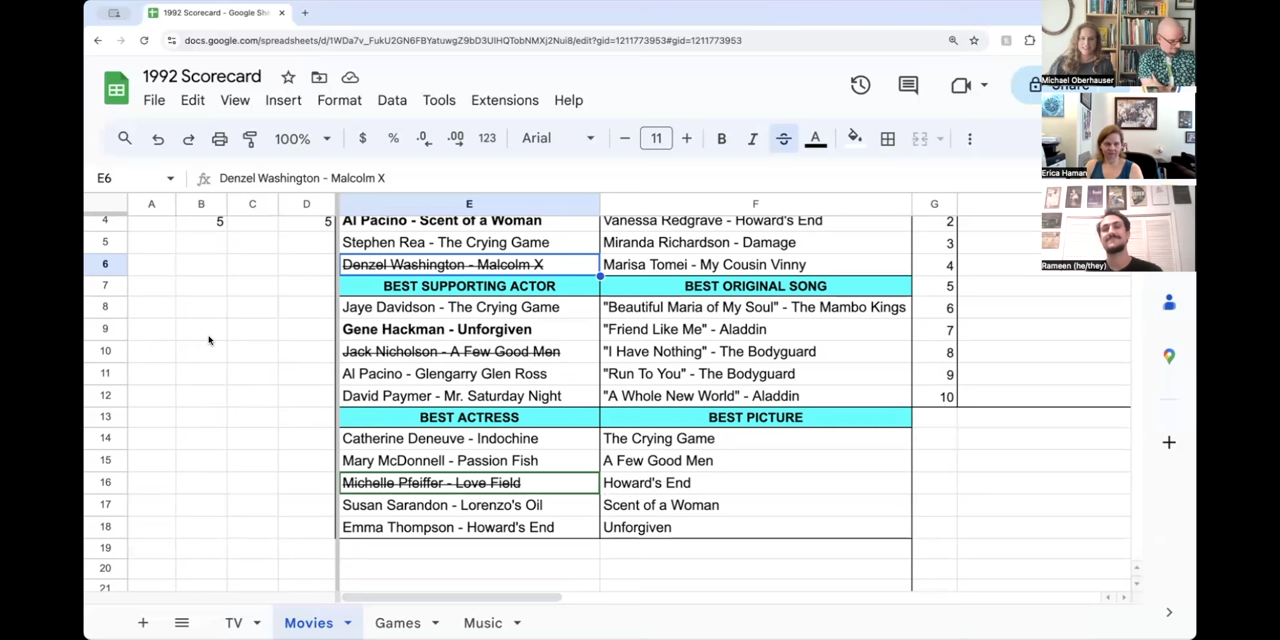 1992 Scorecard - Google She
docs.google.com/spreadsheets/d/1WDa7v_FukU2GN6FBYatuwgZ9bD3UlHQTobNMXj2Nui8/edit?gid=1211773953#gid=1211773953
1992 Scorecard
File Edit View Insert Format Data Tools Extensions Help
Share
100% $ % .0 .00 123 Arial 11 B I A
E6 fx Denzel Washington - Malcolm X
A B C D E F G
4 5 5 Al Pacino - Scent of a Woman Vanessa Redgrave - Howard's End 2
5 Stephen Rea - The Crying Game Miranda Richardson - Damage 3
6 Denzel Washington - Malcolm X Marisa Tomei - My Cousin Vinny 4
7 BEST SUPPORTING ACTOR BEST ORIGINAL SONG 5
8 Jaye Davidson - The Crying Game "Beautiful Maria of My Soul" - The Mambo Kings 6
9 Gene Hackman - Unforgiven "Friend Like Me" - Aladdin 7
10 Jack Nicholson - A Few Good Men "I Have Nothing" - The Bodyguard 8
11 Al Pacino - Glengarry Glen Ross "Run To You" - The Bodyguard 9
12 David Paymer - Mr. Saturday Night "A Whole New World" - Aladdin 10
13 BEST ACTRESS BEST PICTURE
14 Catherine Deneuve - Indochine The Crying Game
15 Mary McDonnell - Passion Fish A Few Good Men
16 Michelle Pfeiffer - Love Field Howard's End
17 Susan Sarandon - Lorenzo's Oil Scent of a Woman
18 Emma Thompson - Howard's End Unforgiven
19
20
21
TV Movies Games Music
Michael Oberhauser
Erica Haman
Rameen (he/they)